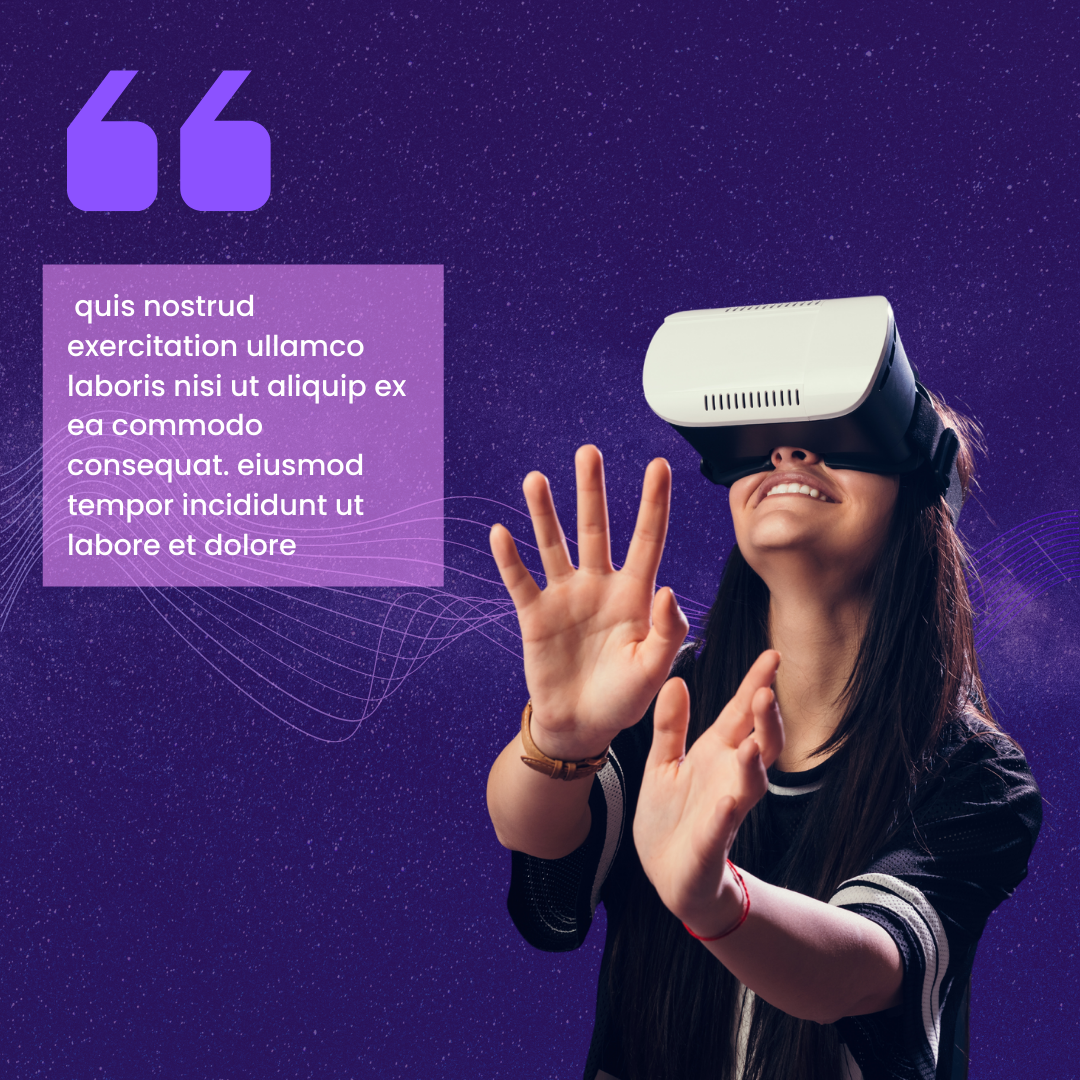 ❝
quis nostrud
exercitation ullamco
laboris nisi ut aliquip ex
ea commodo
consequat. eiusmod
tempor incididunt ut
labore et dolore